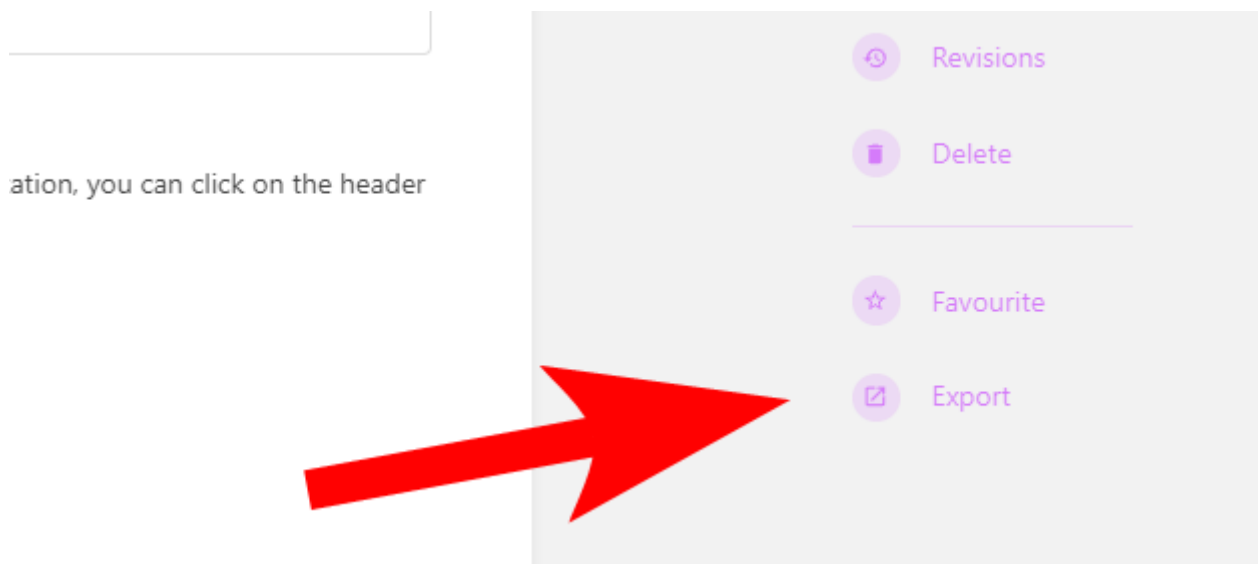 Revisions
Delete
ation, you can click on the header
Favourite
Export